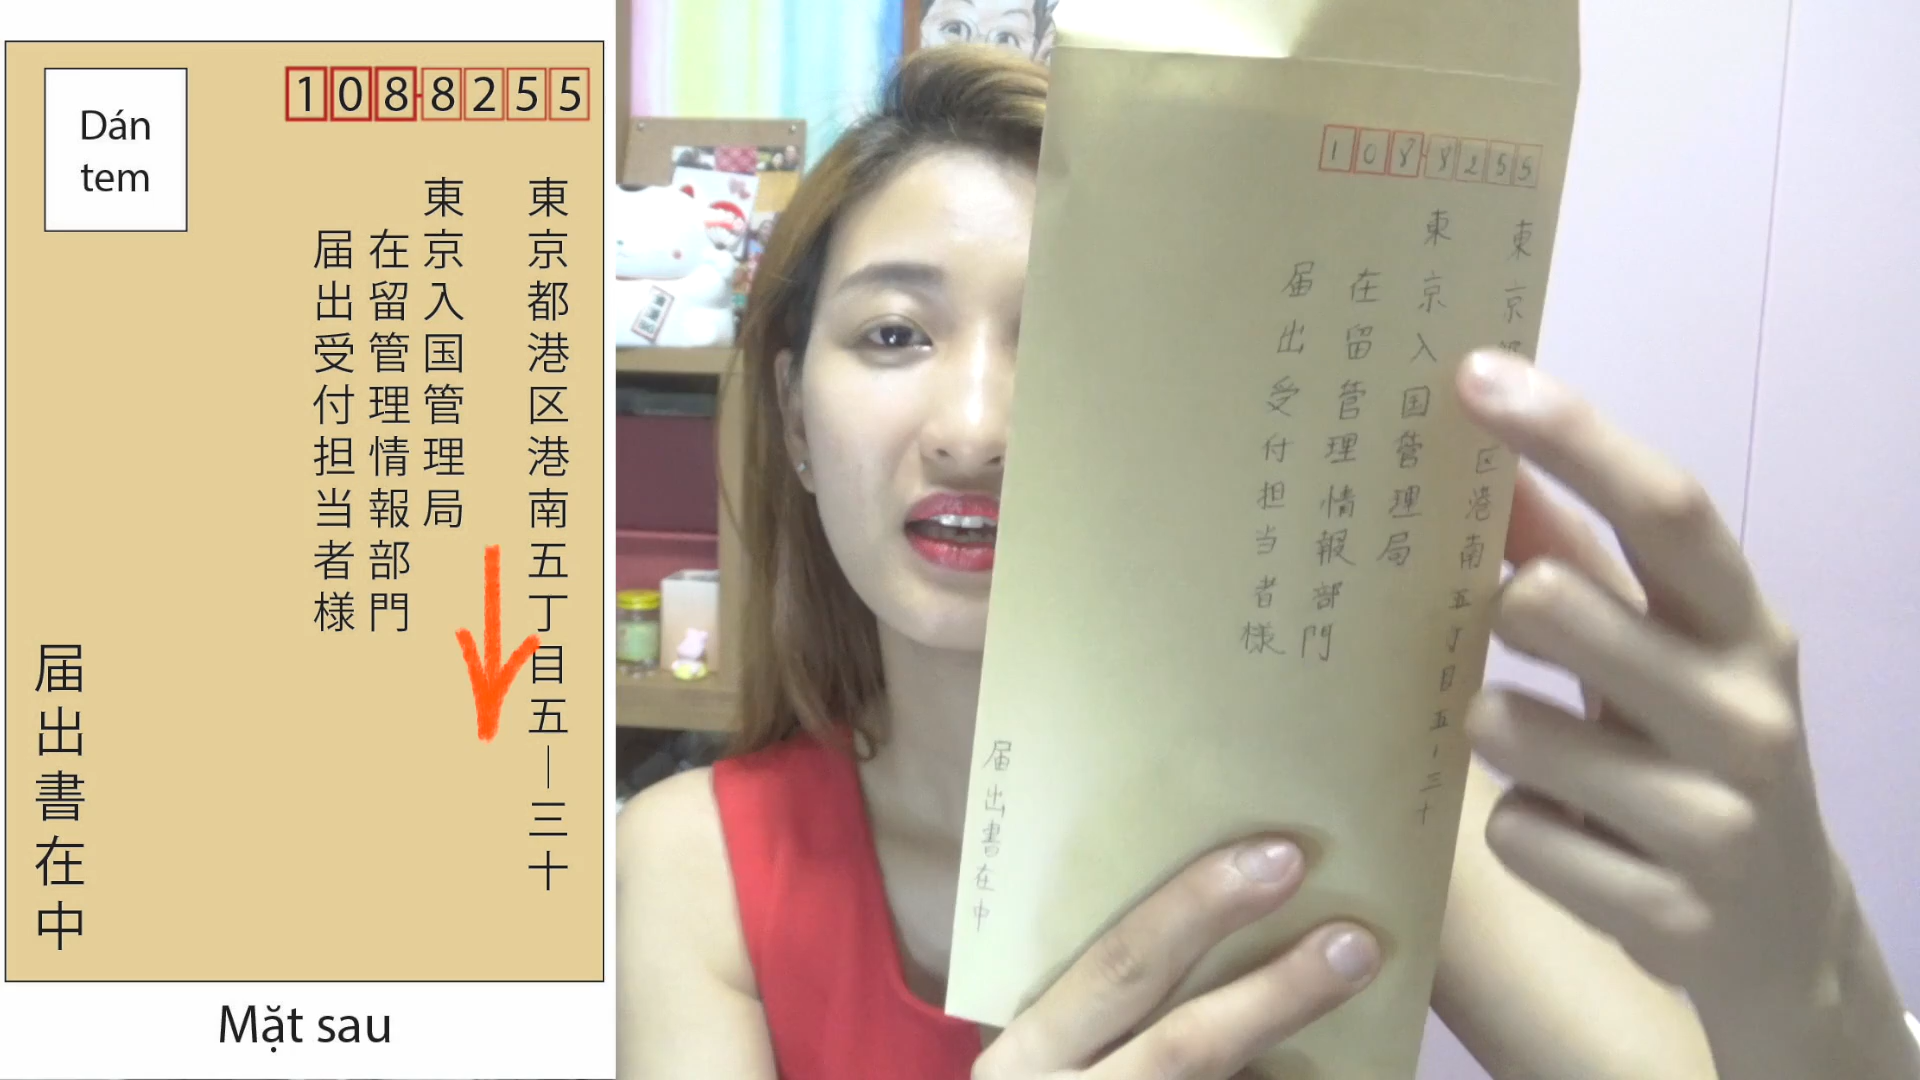 Dán
tem
108-8255
東京都港区港南五丁目五―三十
東京入国管理局
在留管理情報部門
届出受付担当者様
届出書在中
Mặt sau
108-8255
東京
区港南五丁目五-三十
東京入国管理局
在留管理情報部門
届出受付担当者様
届出書在中